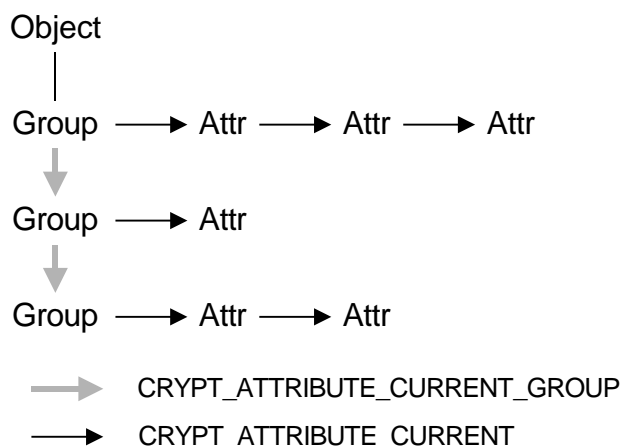 Object
Group Attr Attr Attr
Group Attr
Group Attr Attr
CRYPT_ATTRIBUTE_CURRENT_GROUP
CRYPT_ATTRIBUTE_CURRENT